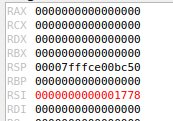 RAX 0000000000000000
RCX 0000000000000000
RDX 0000000000000000
RBX 0000000000000000
RSP 00007fffce00bc50
RBP 0000000000000000
RSI 0000000000001778
RDI 0000000000000000